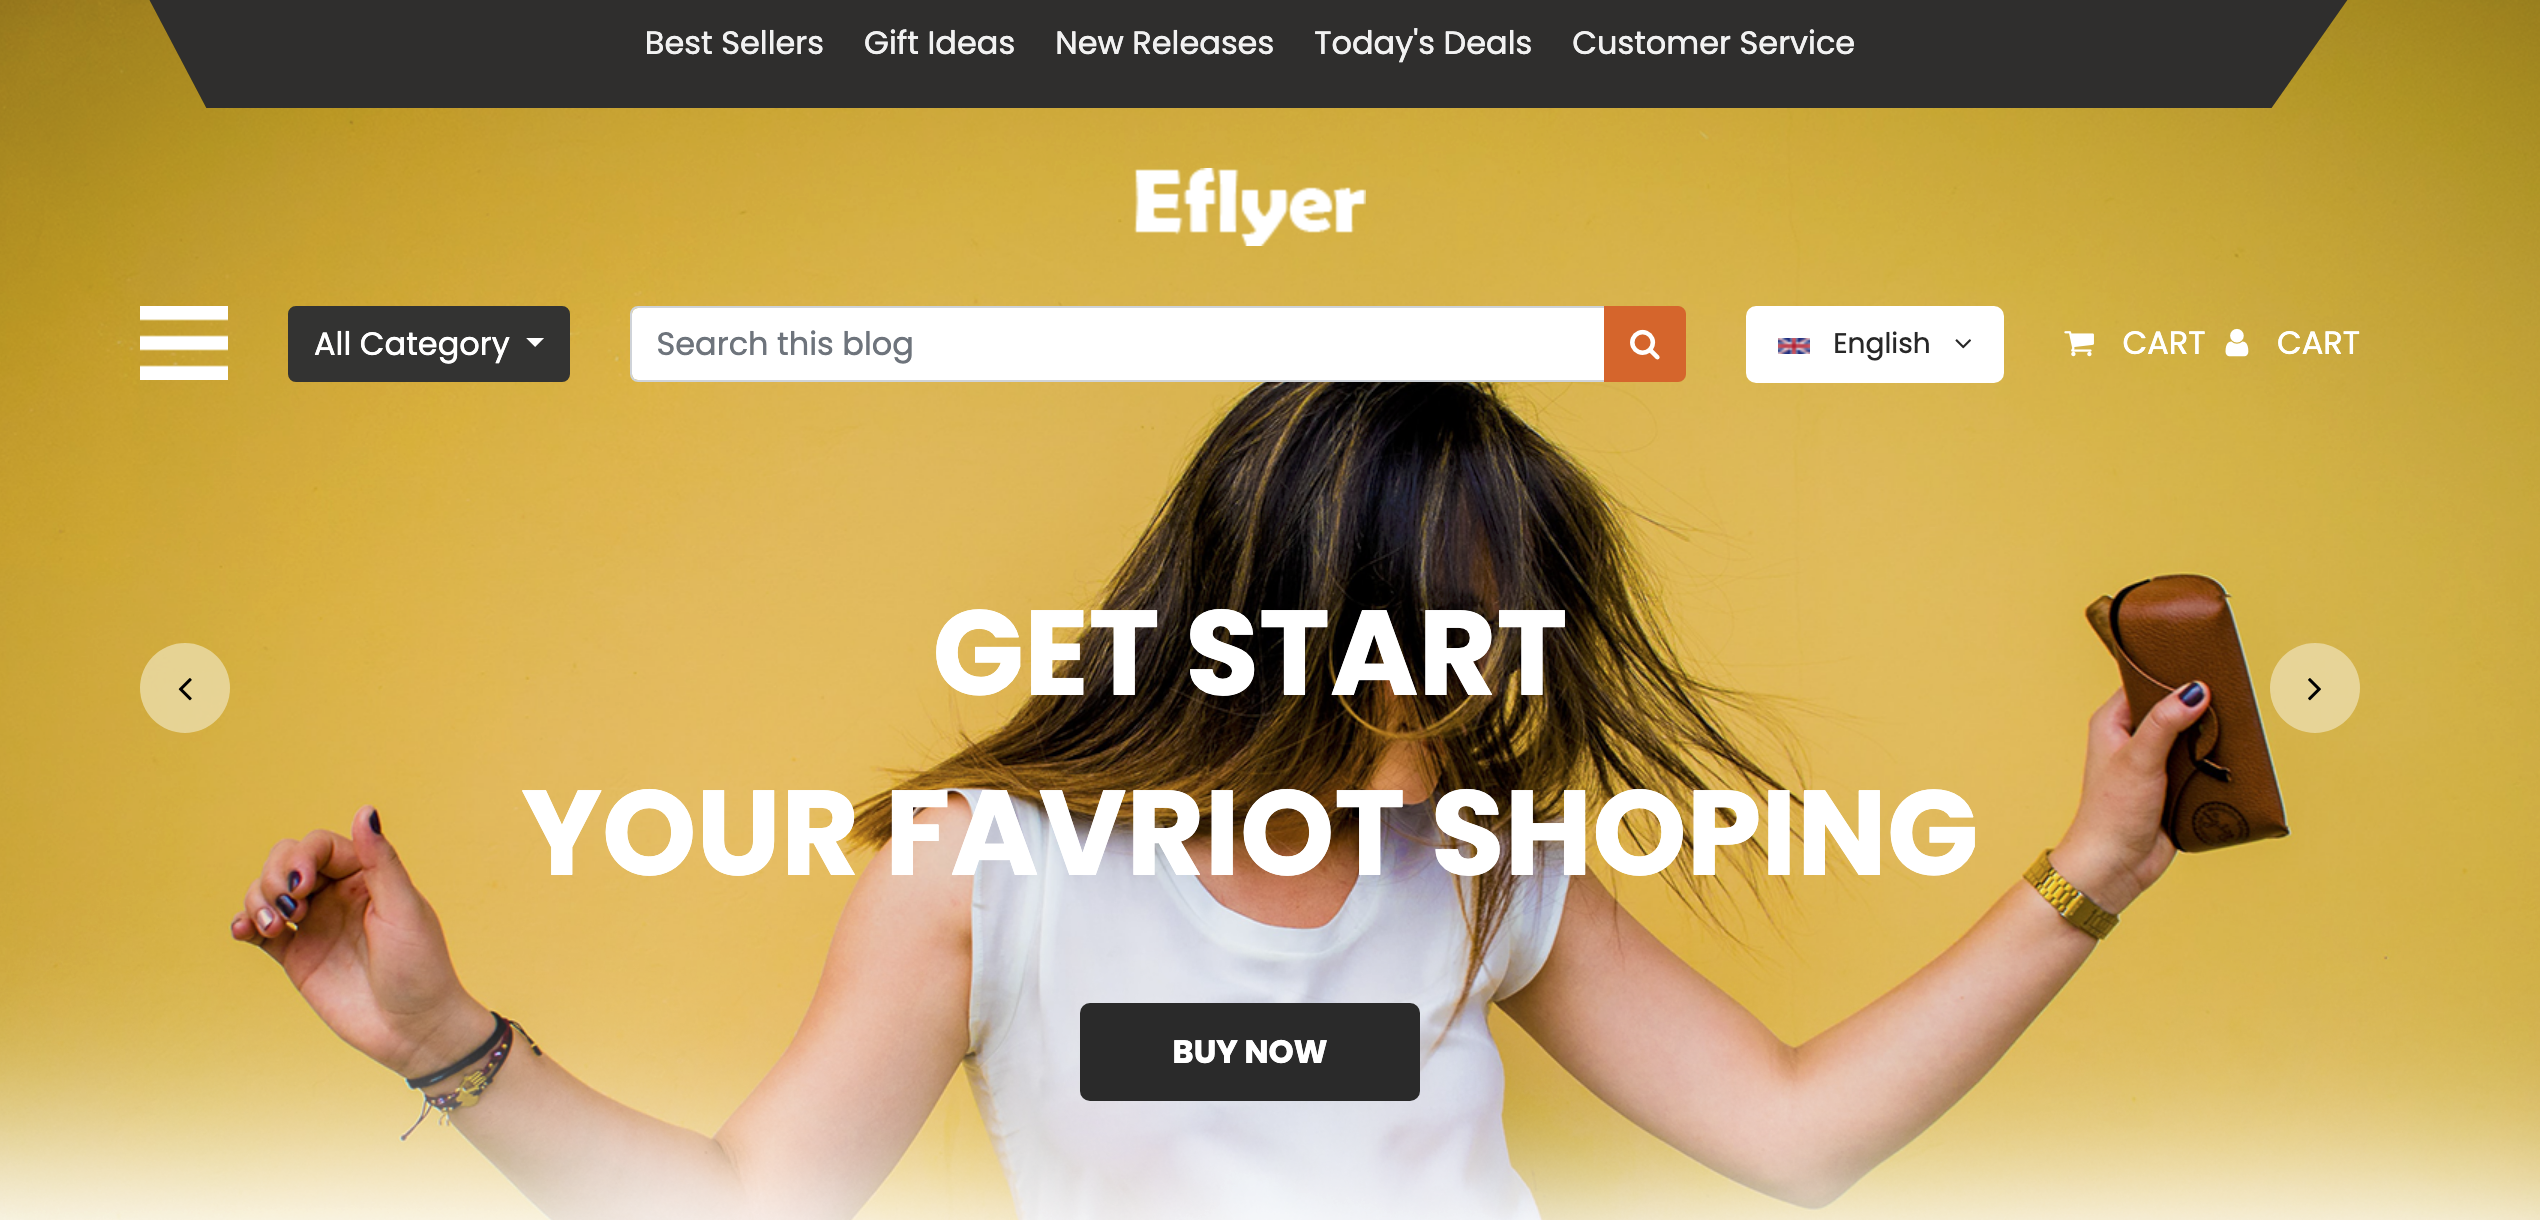 Best Sellers Gift Ideas New Releases Today's Deals Customer Service
Eflyer
All Category Search this blog English CART CART
GET START
YOUR FAVRIOT SHOPING
BUY NOW